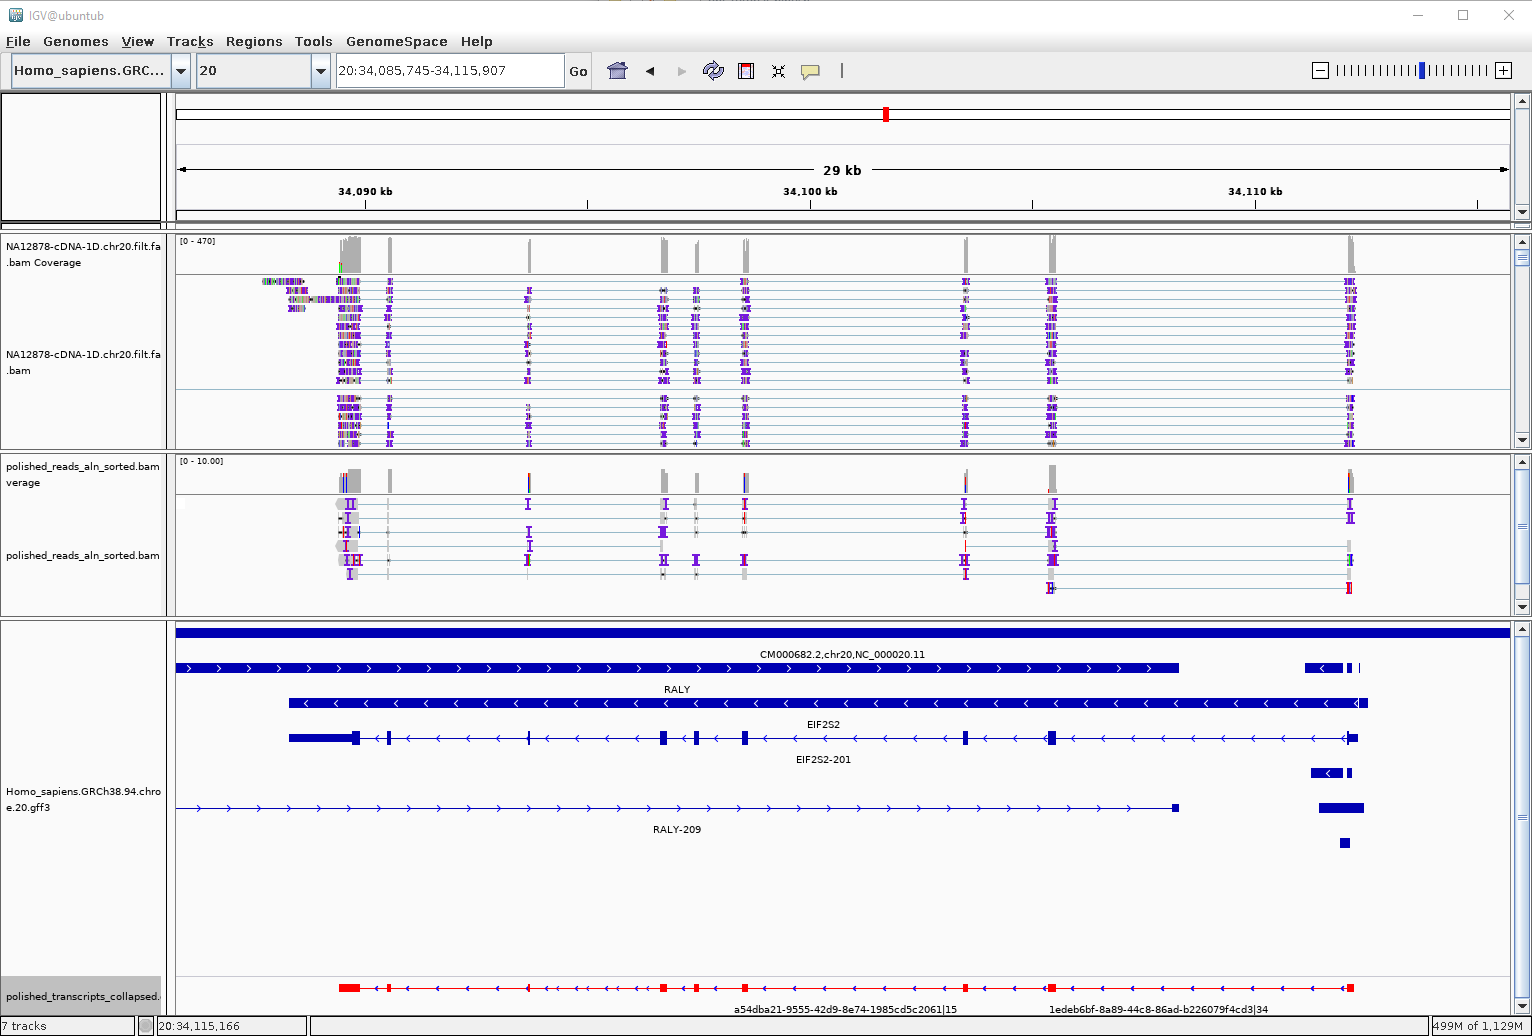 IGV@ubuntub
File Genomes View Tracks Regions Tools GenomeSpace Help
Homo_sapiens.GRC... 20 20:34,085,745-34,115,907 Go
29 kb
34,090 kb 34,100 kb 34,110 kb
NA12878-cDNA-1D.chr20.filt.fa
.bam Coverage
[0 - 470]
NA12878-cDNA-1D.chr20.filt.fa
.bam
polished_reads_aln_sorted.bam
verage
[0 - 10.00]
polished_reads_aln_sorted.bam
CM000682.2,chr20,NC_000020.11
RALY
EIF2S2
EIF2S2-201
Homo_sapiens.GRCh38.94.chro
e.20.gff3
RALY-209
polished_transcripts_collapsed.
a54dba21-9555-42d9-8e74-1985cd5c2061|15 1edeb6bf-8a89-44c8-86ad-b226079f4cd3|34
7 tracks 20:34,115,166 499M of 1,129M